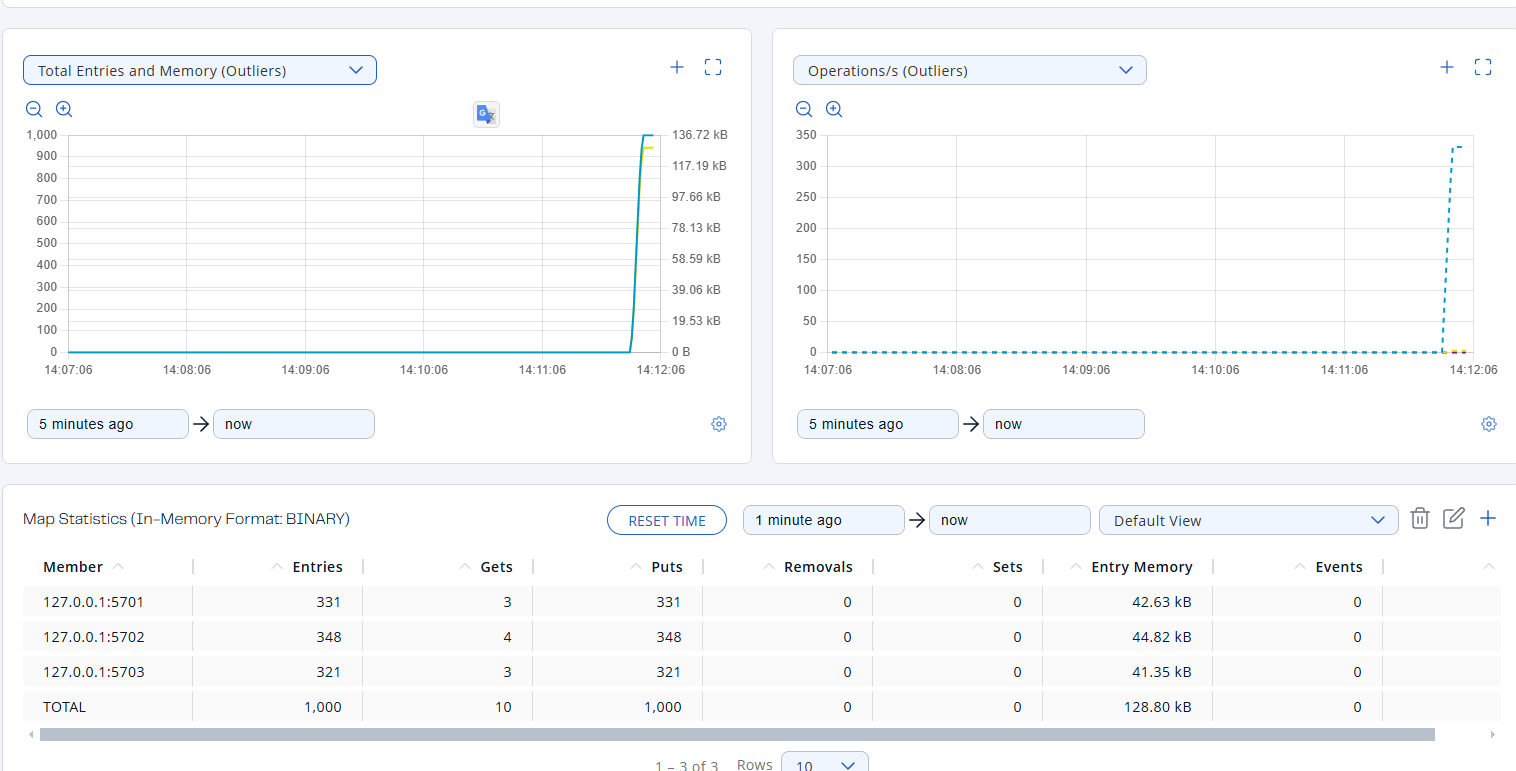 Total Entries and Memory (Outliers)
Operations/s (Outliers)
1,000
900
800
700
600
500
400
300
200
100
0
136.72 kB
117.19 kB
97.66 kB
78.13 kB
58.59 kB
39.06 kB
19.53 kB
0 B
14:07:06 14:08:06 14:09:06 14:10:06 14:11:06 14:12:06
5 minutes ago now
350
300
250
200
150
100
50
0
14:07:06 14:08:06 14:09:06 14:10:06 14:11:06 14:12:06
5 minutes ago now
Map Statistics (In-Memory Format: BINARY) RESET TIME 1 minute ago now Default View
Member Entries Gets Puts Removals Sets Entry Memory Events
127.0.0.1:5701 331 3 331 0 0 42.63 kB 0
127.0.0.1:5702 348 4 348 0 0 44.82 kB 0
127.0.0.1:5703 321 3 321 0 0 41.35 kB 0
TOTAL 1,000 10 1,000 0 0 128.80 kB 0
1 – 3 of 3 Rows 10